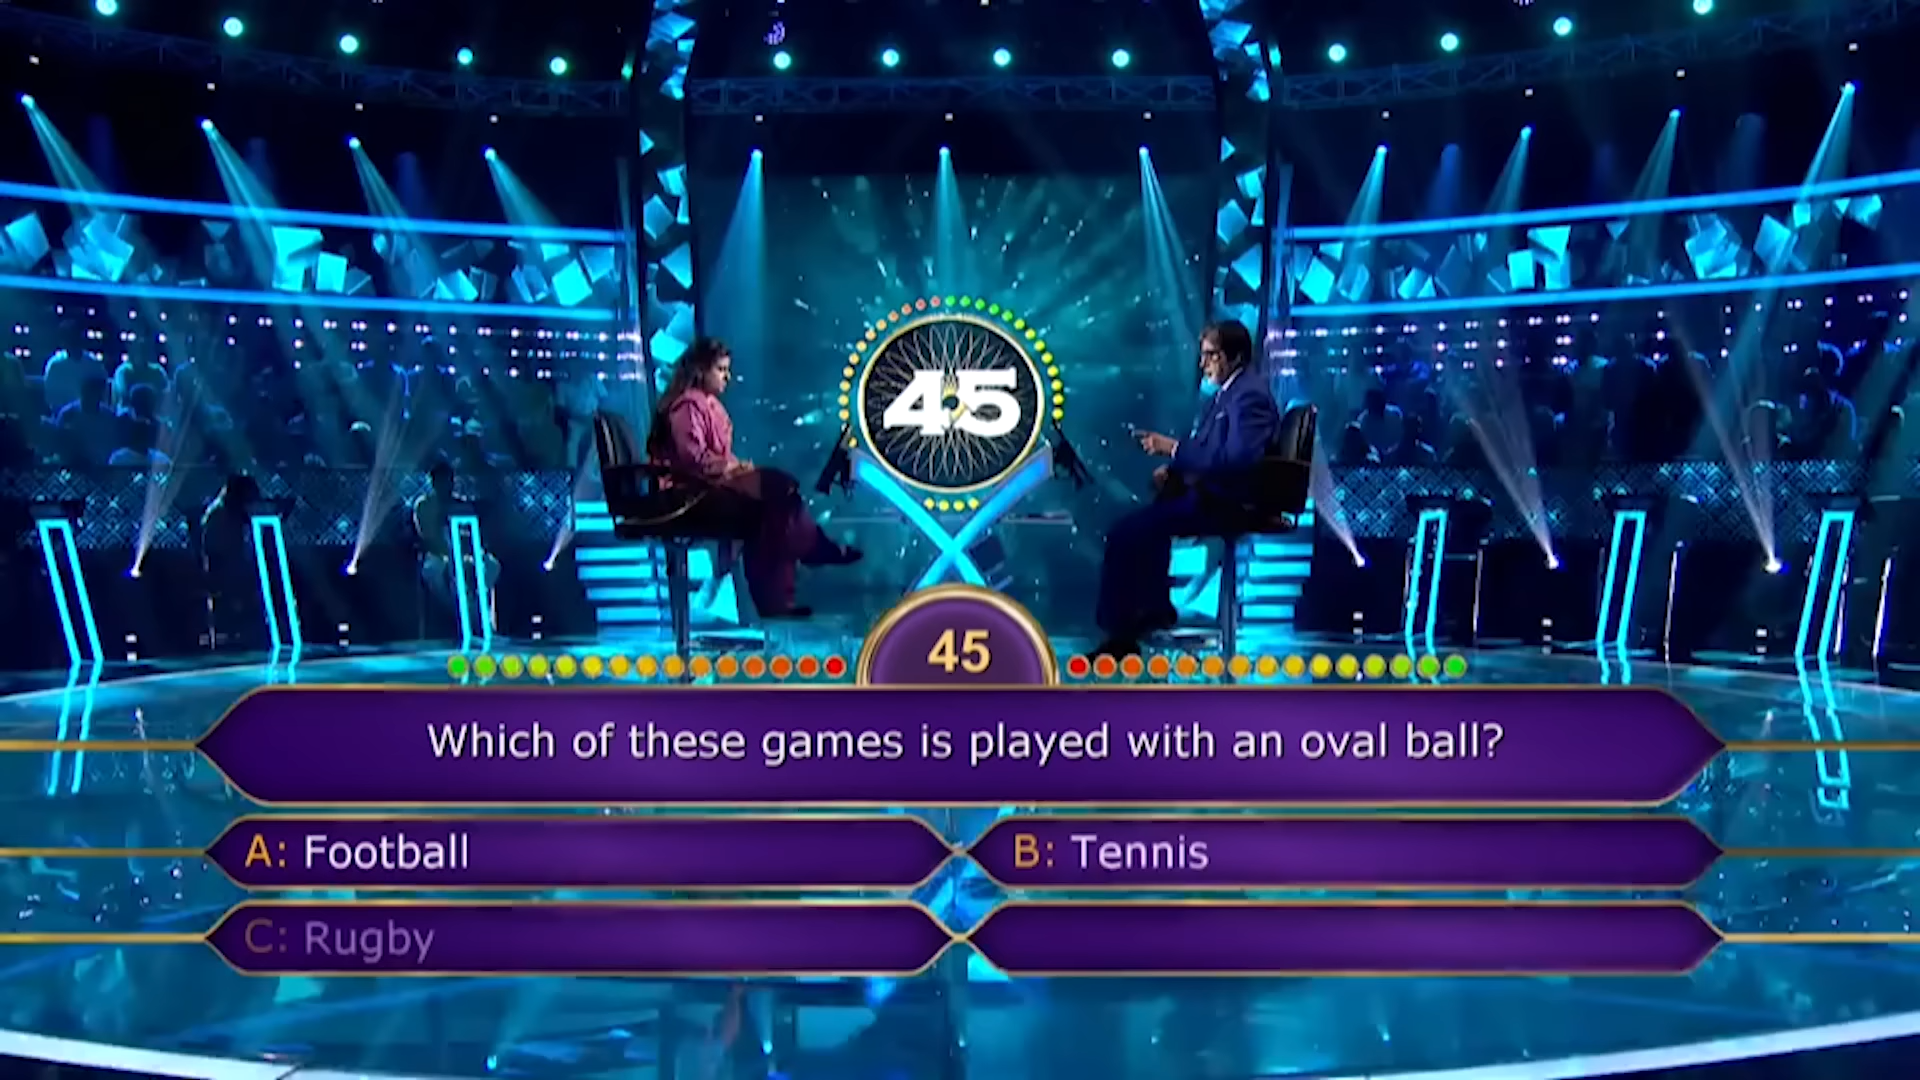 45
45
Which of these games is played with an oval ball?
A: Football
B: Tennis
C: Rugby